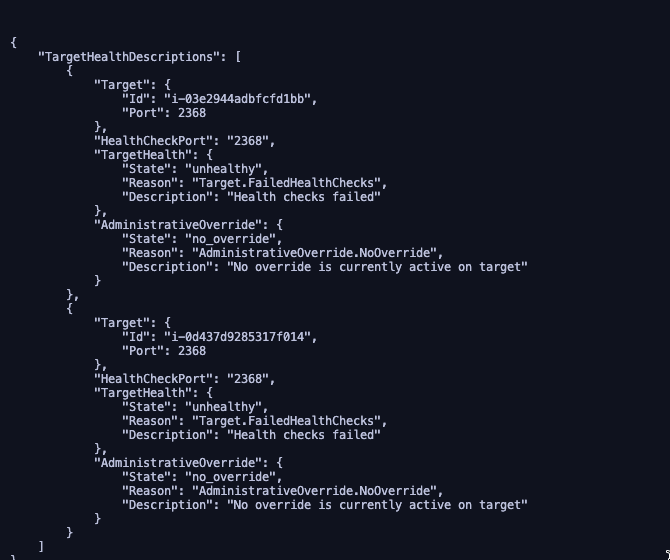 {
    "TargetHealthDescriptions": [
        {
            "Target": {
                "Id": "i-03e2944adbfcfd1bb",
                "Port": 2368
            },
            "HealthCheckPort": "2368",
            "TargetHealth": {
                "State": "unhealthy",
                "Reason": "Target.FailedHealthChecks",
                "Description": "Health checks failed"
            },
            "AdministrativeOverride": {
                "State": "no_override",
                "Reason": "AdministrativeOverride.NoOverride",
                "Description": "No override is currently active on target"
            }
        },
        {
            "Target": {
                "Id": "i-0d437d9285317f014",
                "Port": 2368
            },
            "HealthCheckPort": "2368",
            "TargetHealth": {
                "State": "unhealthy",
                "Reason": "Target.FailedHealthChecks",
                "Description": "Health checks failed"
            },
            "AdministrativeOverride": {
                "State": "no_override",
                "Reason": "AdministrativeOverride.NoOverride",
                "Description": "No override is currently active on target"
            }
        }
    ]
}